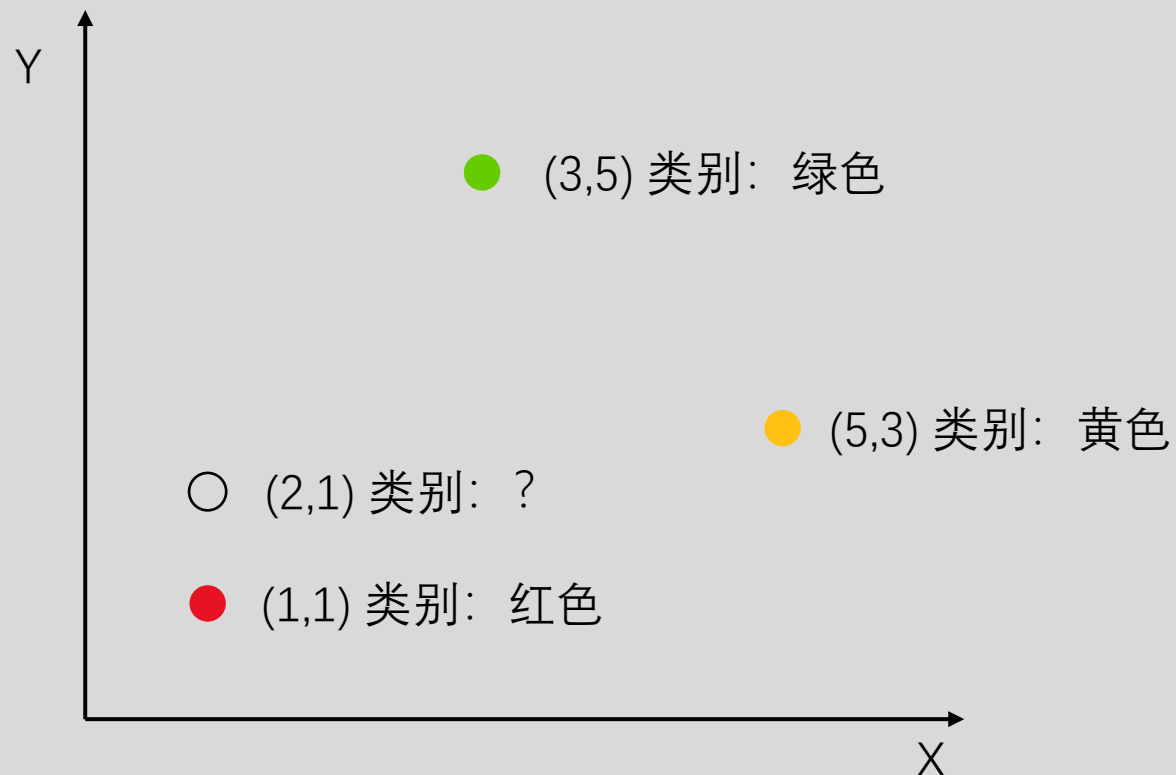 Y
(3,5) 类别：绿色
(5,3) 类别：黄色
(2,1) 类别：?
(1,1) 类别：红色
X